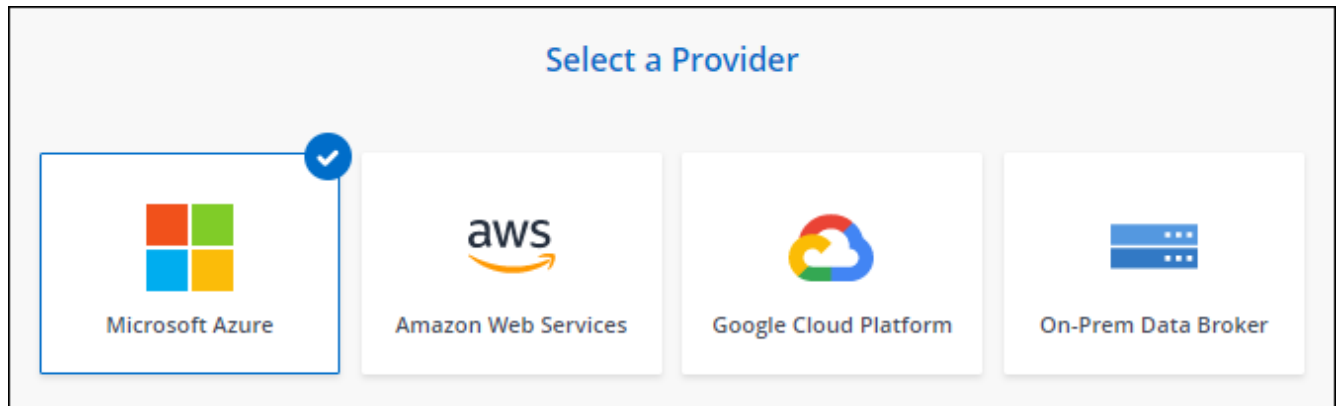 Select a Provider
aws
Microsoft Azure
Amazon Web Services
Google Cloud Platform
On-Prem Data Broker